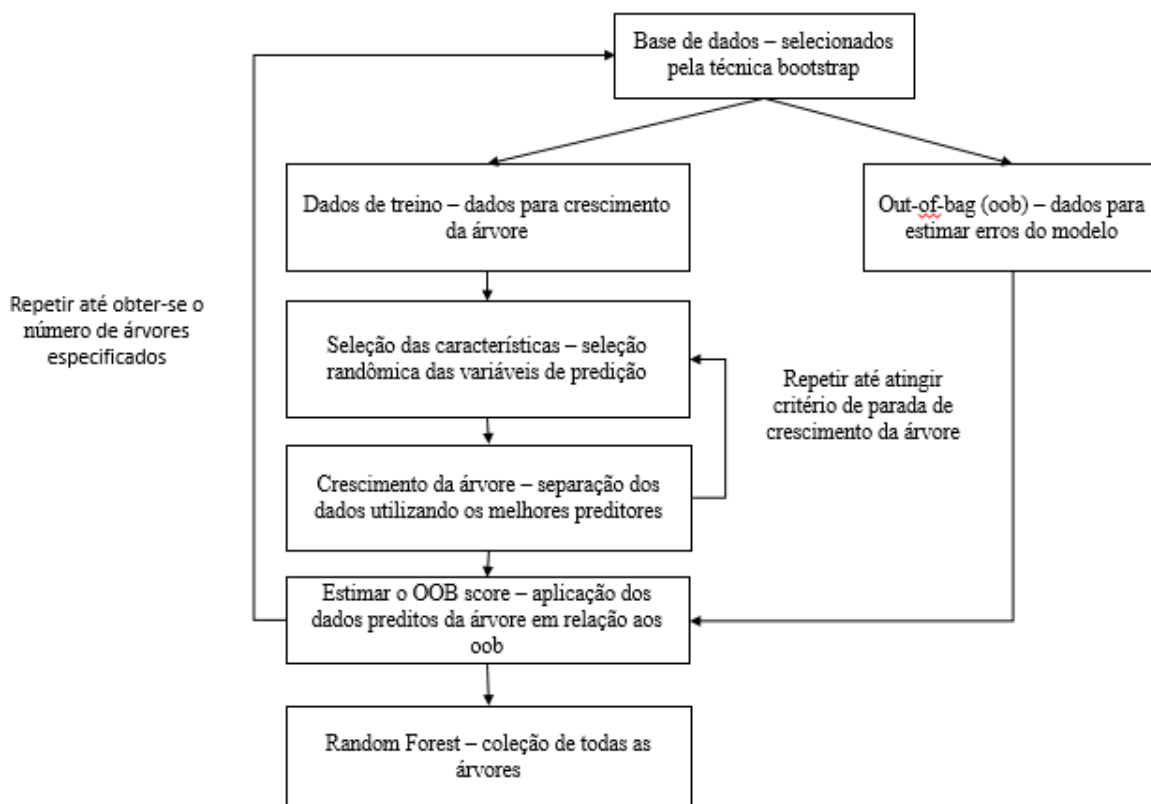 Base de dados – selecionados
pela técnica bootstrap
Dados de treino – dados para crescimento
da árvore
Out-of-bag (oob) – dados para
estimar erros do modelo
Repetir até obter-se o
número de árvores
especificados
Seleção das características – seleção
randômica das variáveis de predição
Repetir até atingir
critério de parada de
crescimento da árvore
Crescimento da árvore – separação dos
dados utilizando os melhores preditores
Estimar o OOB score – aplicação dos
dados preditos da árvore em relação aos
oob
Random Forest – coleção de todas as
árvores